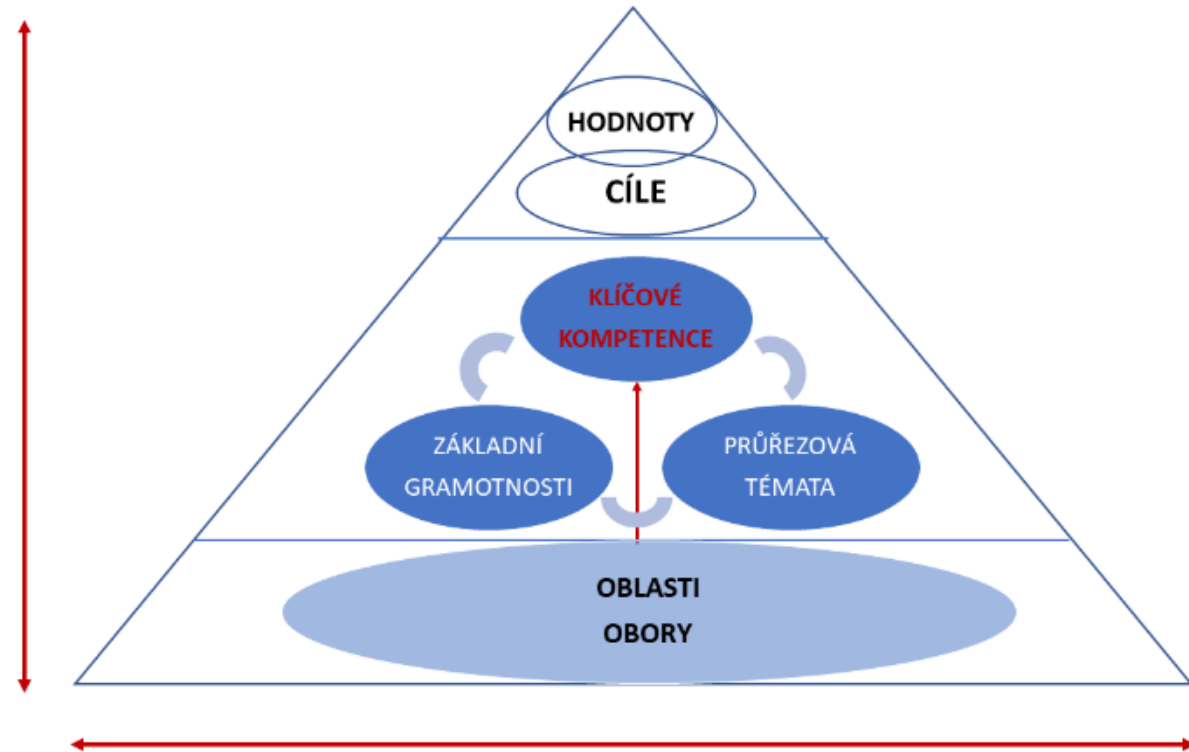 HODNOTY
CÍLE
KLÍČOVÉ
KOMPETENCE
ZÁKLADNÍ
GRAMOTNOSTI
PRŮŘEZOVÁ
TÉMATA
OBLASTI
OBORY